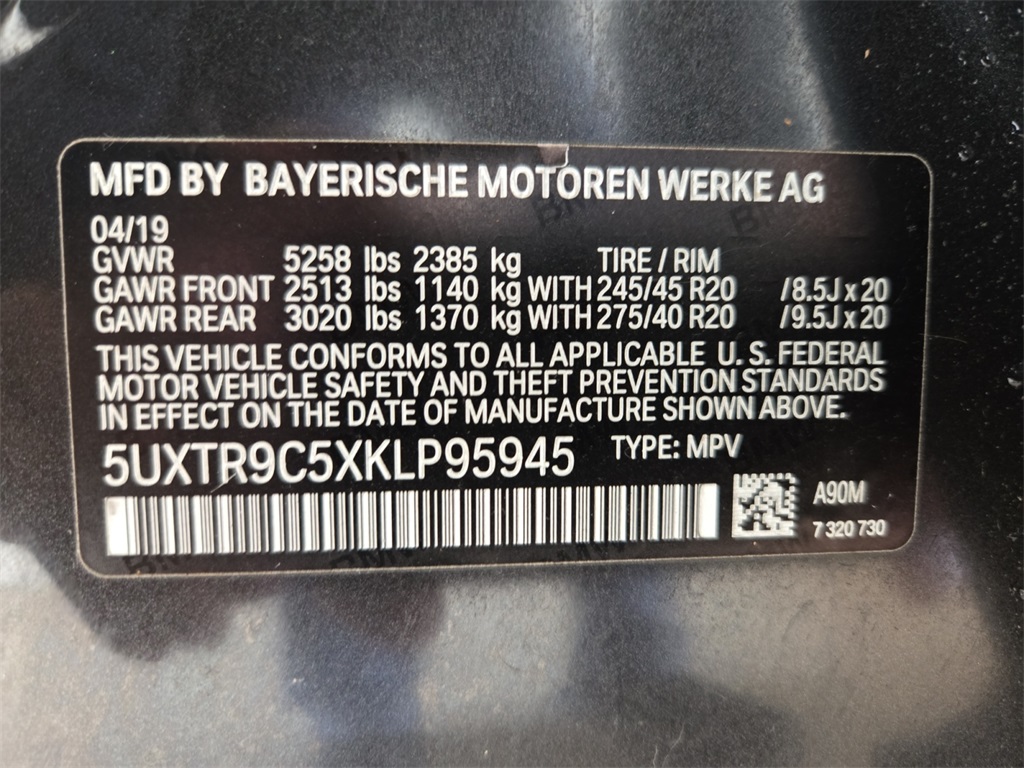 MFD BY BAYERISCHE MOTOREN WERKE AG
04/19
GVWR 5258 lbs 2385 kg TIRE / RIM
GAWR FRONT 2513 lbs 1140 kg WITH 245/45 R20 /8.5J x 20
GAWR REAR 3020 lbs 1370 kg WITH 275/40 R20 /9.5J x 20
THIS VEHICLE CONFORMS TO ALL APPLICABLE U. S. FEDERAL
MOTOR VEHICLE SAFETY AND THEFT PREVENTION STANDARDS
IN EFFECT ON THE DATE OF MANUFACTURE SHOWN ABOVE.
5UXTR9C5XKLP95945 TYPE: MPV
A90M
7 320 730